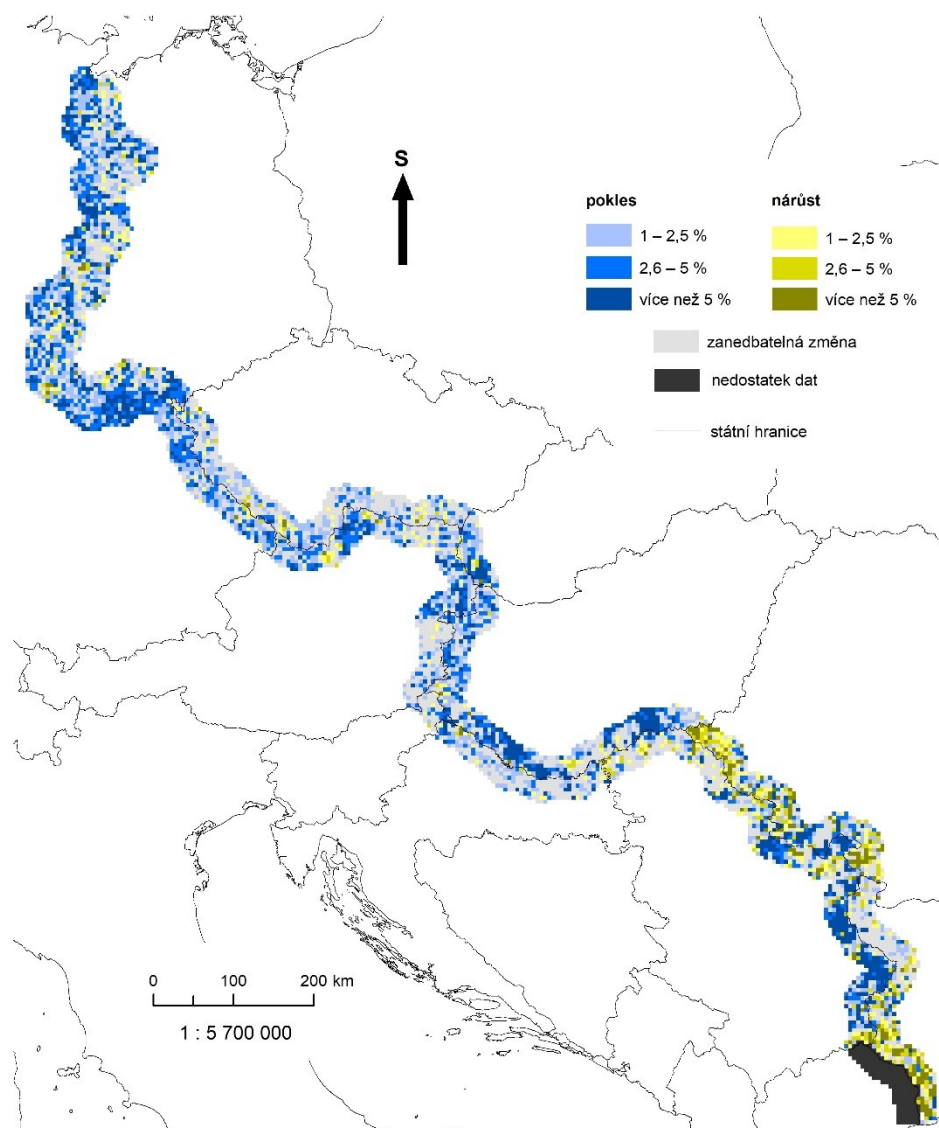 S
pokles nárůst
1 – 2,5 % 1 – 2,5 %
2,6 – 5 % 2,6 – 5 %
více než 5 % více než 5 %
zanedbatelná změna
nedostatek dat
státní hranice
0 100 200 km
1 : 5 700 000